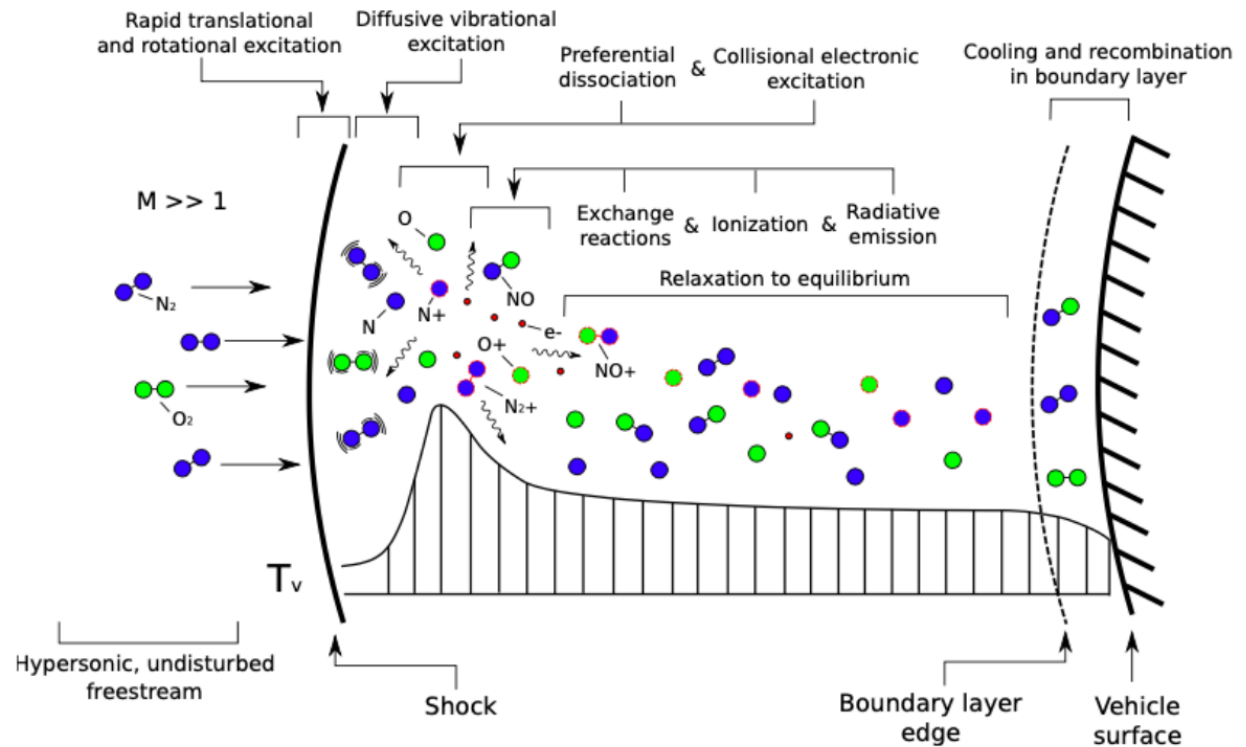 Rapid translational
and rotational excitation
Diffusive vibrational
excitation
Preferential
dissociation
&
Collisional electronic
excitation
Cooling and recombination
in boundary layer
M >> 1
Exchange
reactions
&
Ionization
&
Radiative
emission
Relaxation to equilibrium
O
N₂
NO
N
N+
e-
O+
NO+
O₂
N₂+
Tv
Hypersonic, undisturbed
freestream
Shock
Boundary layer
edge
Vehicle
surface